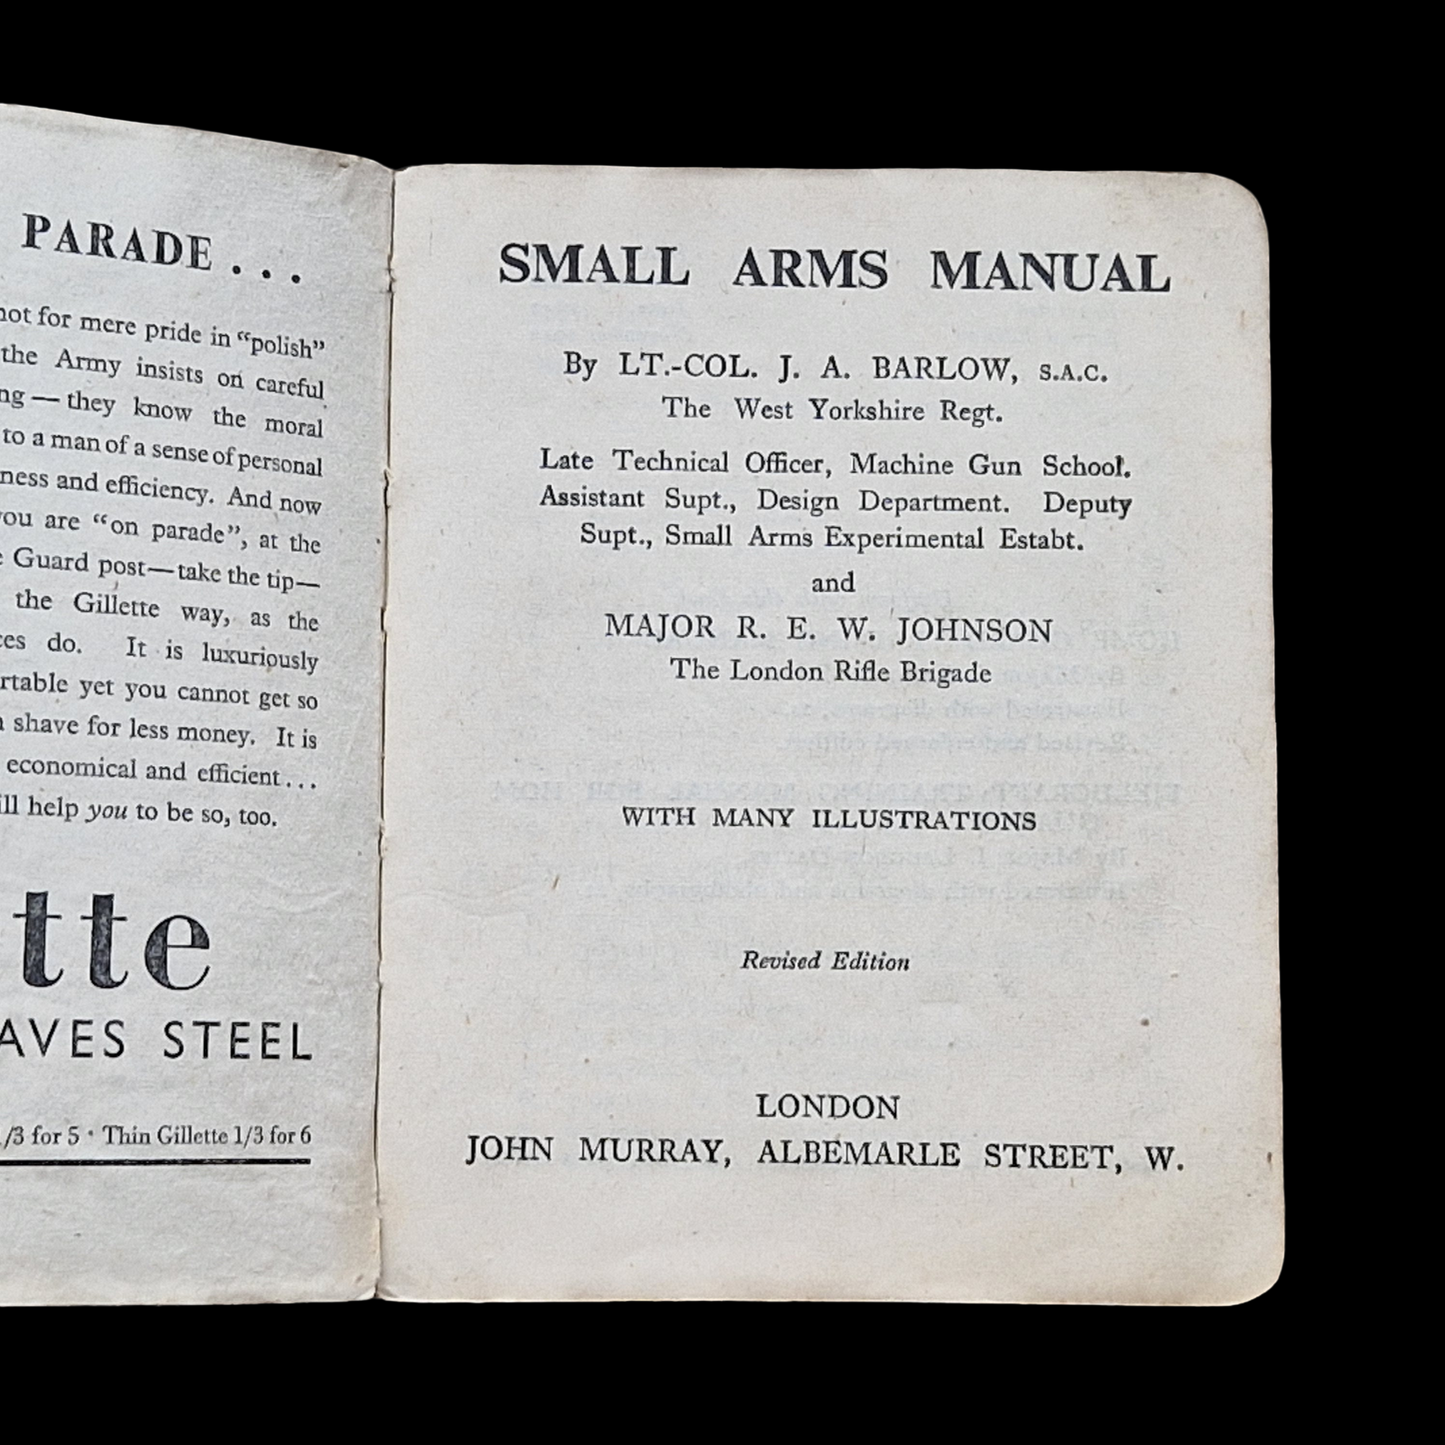 PARADE . . .
not for mere pride in “polish”
the Army insists on careful
— they know the moral
to a man of a sense of personal
ness and efficiency. And now
you are “on parade”, at the
Guard post—take the tip—
the Gillette way, as the
do. It is luxuriously
rtable yet you cannot get so
shave for less money. It is
economical and efficient...
help you to be so, too.
tte
AVES STEEL
/3 for 5 · Thin Gillette 1/3 for 6
SMALL ARMS MANUAL
By LT.-COL. J. A. BARLOW, S.A.C.
The West Yorkshire Regt.
Late Technical Officer, Machine Gun School.
Assistant Supt., Design Department. Deputy
Supt., Small Arms Experimental Estabt.
and
MAJOR R. E. W. JOHNSON
The London Rifle Brigade
WITH MANY ILLUSTRATIONS
Revised Edition
LONDON
JOHN MURRAY, ALBEMARLE STREET, W.